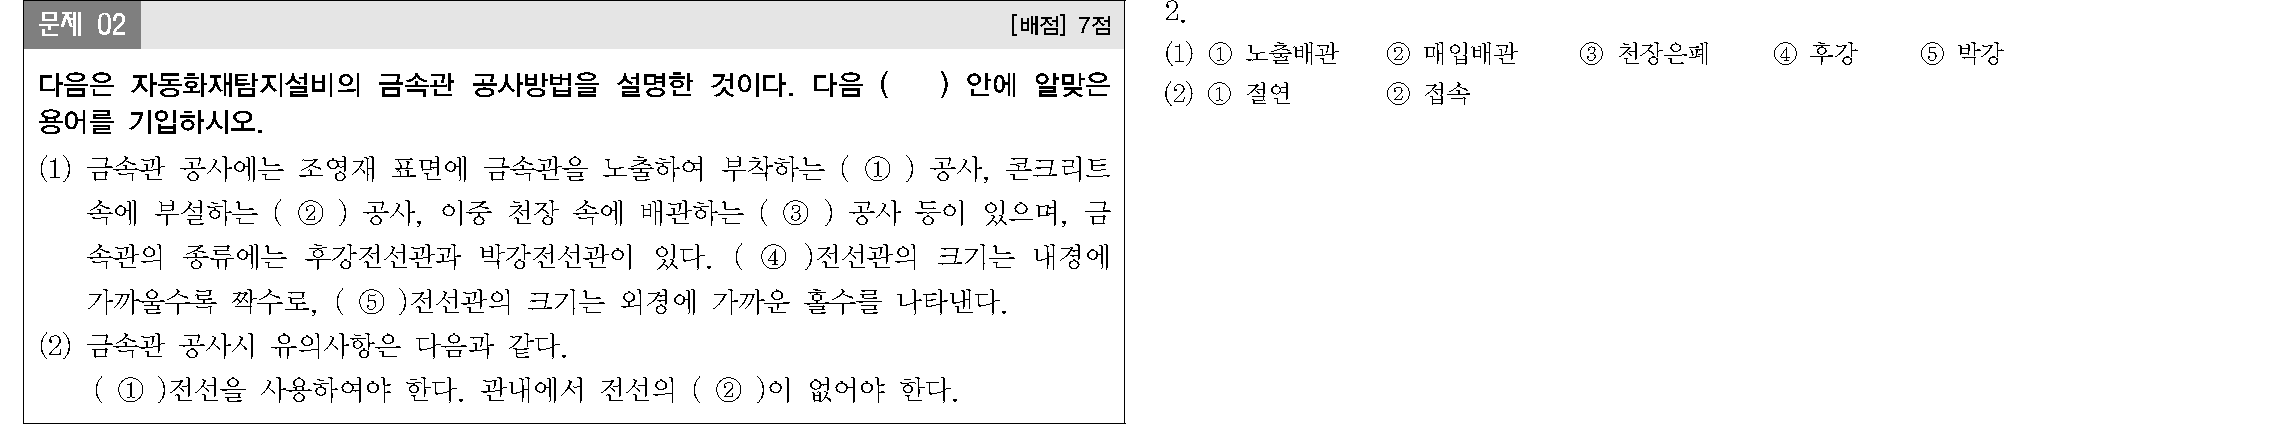 문제 02
[배점] 7점
다음은 자동화재탐지설비의 금속관 공사방법을 설명한 것이다. 다음 (    ) 안에 알맞은
용어를 기입하시오.
(1) 금속관 공사에는 조영재 표면에 금속관을 노출하여 부착하는 ( ① ) 공사, 콘크리트
속에 부설하는 ( ② ) 공사, 이중 천장 속에 배관하는 ( ③ ) 공사 등이 있으며, 금
속관의 종류에는 후강전선관과 박강전선관이 있다. ( ④ )전선관의 크기는 내경에
가까울수록 짝수로, ( ⑤ )전선관의 크기는 외경에 가까운 홀수를 나타낸다.
(2) 금속관 공사시 유의사항은 다음과 같다.
( ① )전선을 사용하여야 한다. 관내에서 전선의 ( ② )이 없어야 한다.
2.
(1) ① 노출배관 ② 매입배관 ③ 천장은폐 ④ 후강 ⑤ 박강
(2) ① 절연 ② 접속